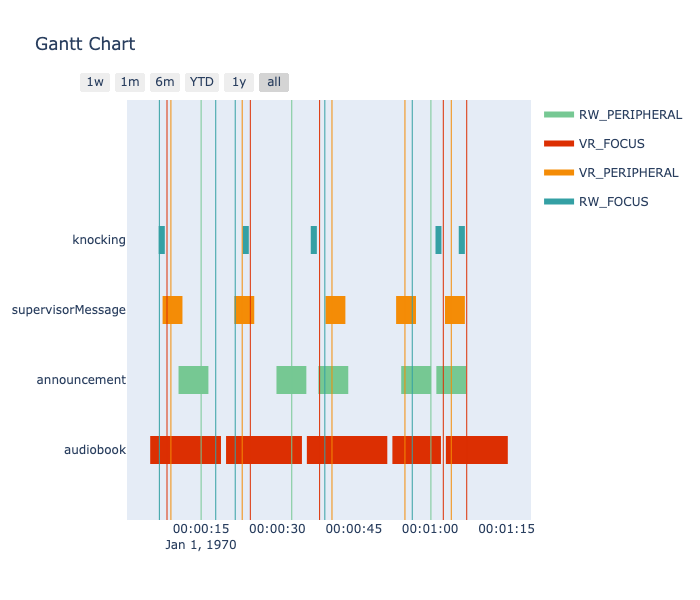 Gantt Chart
1w 1m 6m YTD 1y all
RW_PERIPHERAL
VR_FOCUS
VR_PERIPHERAL
RW_FOCUS
knocking
supervisorMessage
announcement
audiobook
00:00:15 00:00:30 00:00:45 00:01:00 00:01:15
Jan 1, 1970